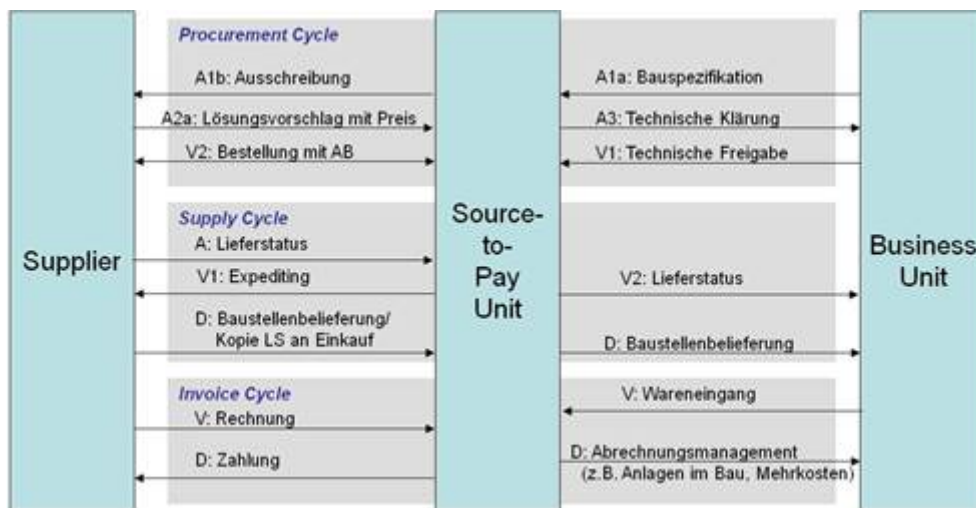 Procurement Cycle
A1b: Ausschreibung
A1a: Bauspezifikation
A2a: Lösungsvorschlag mit Preis
A3: Technische Klärung
V2: Bestellung mit AB
V1: Technische Freigabe
Supplier
Source-
to-
Pay
Unit
Business
Unit
Supply Cycle
A: Lieferstatus
V1: Expediting
V2: Lieferstatus
D: Baustellenbelieferung/
Kopie LS an Einkauf
D: Baustellenbelieferung
Invoice Cycle
V: Wareneingang
V: Rechnung
D: Zahlung
D: Abrechnungsmanagement
(z.B. Anlagen im Bau, Mehrkosten)